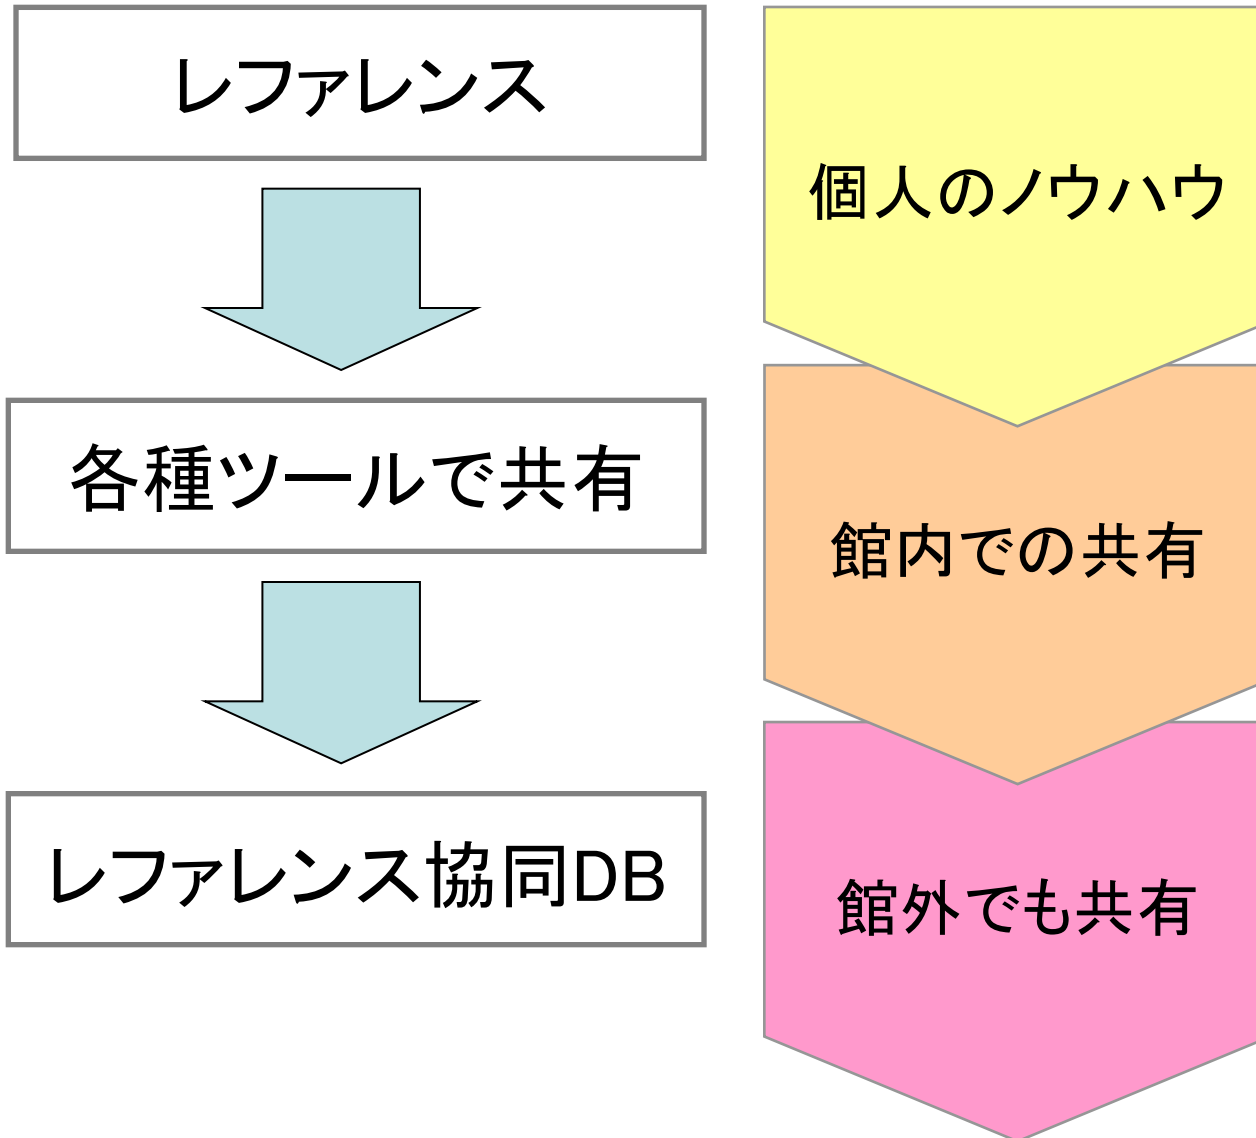 レファレンス
各種ツールで共有
レファレンス協同DB
個人のノウハウ
館内での共有
館外でも共有